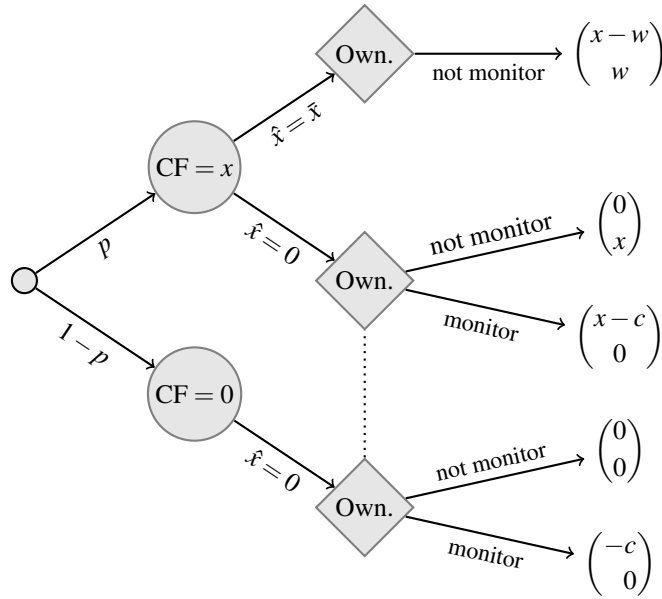 Own.
not monitor
x − w
w
x̂ = x̄
CF = x
p
x̂ = 0
Own.
not monitor
0
x
monitor
x − c
0
1 − p
CF = 0
x̂ = 0
Own.
not monitor
0
0
monitor
−c
0